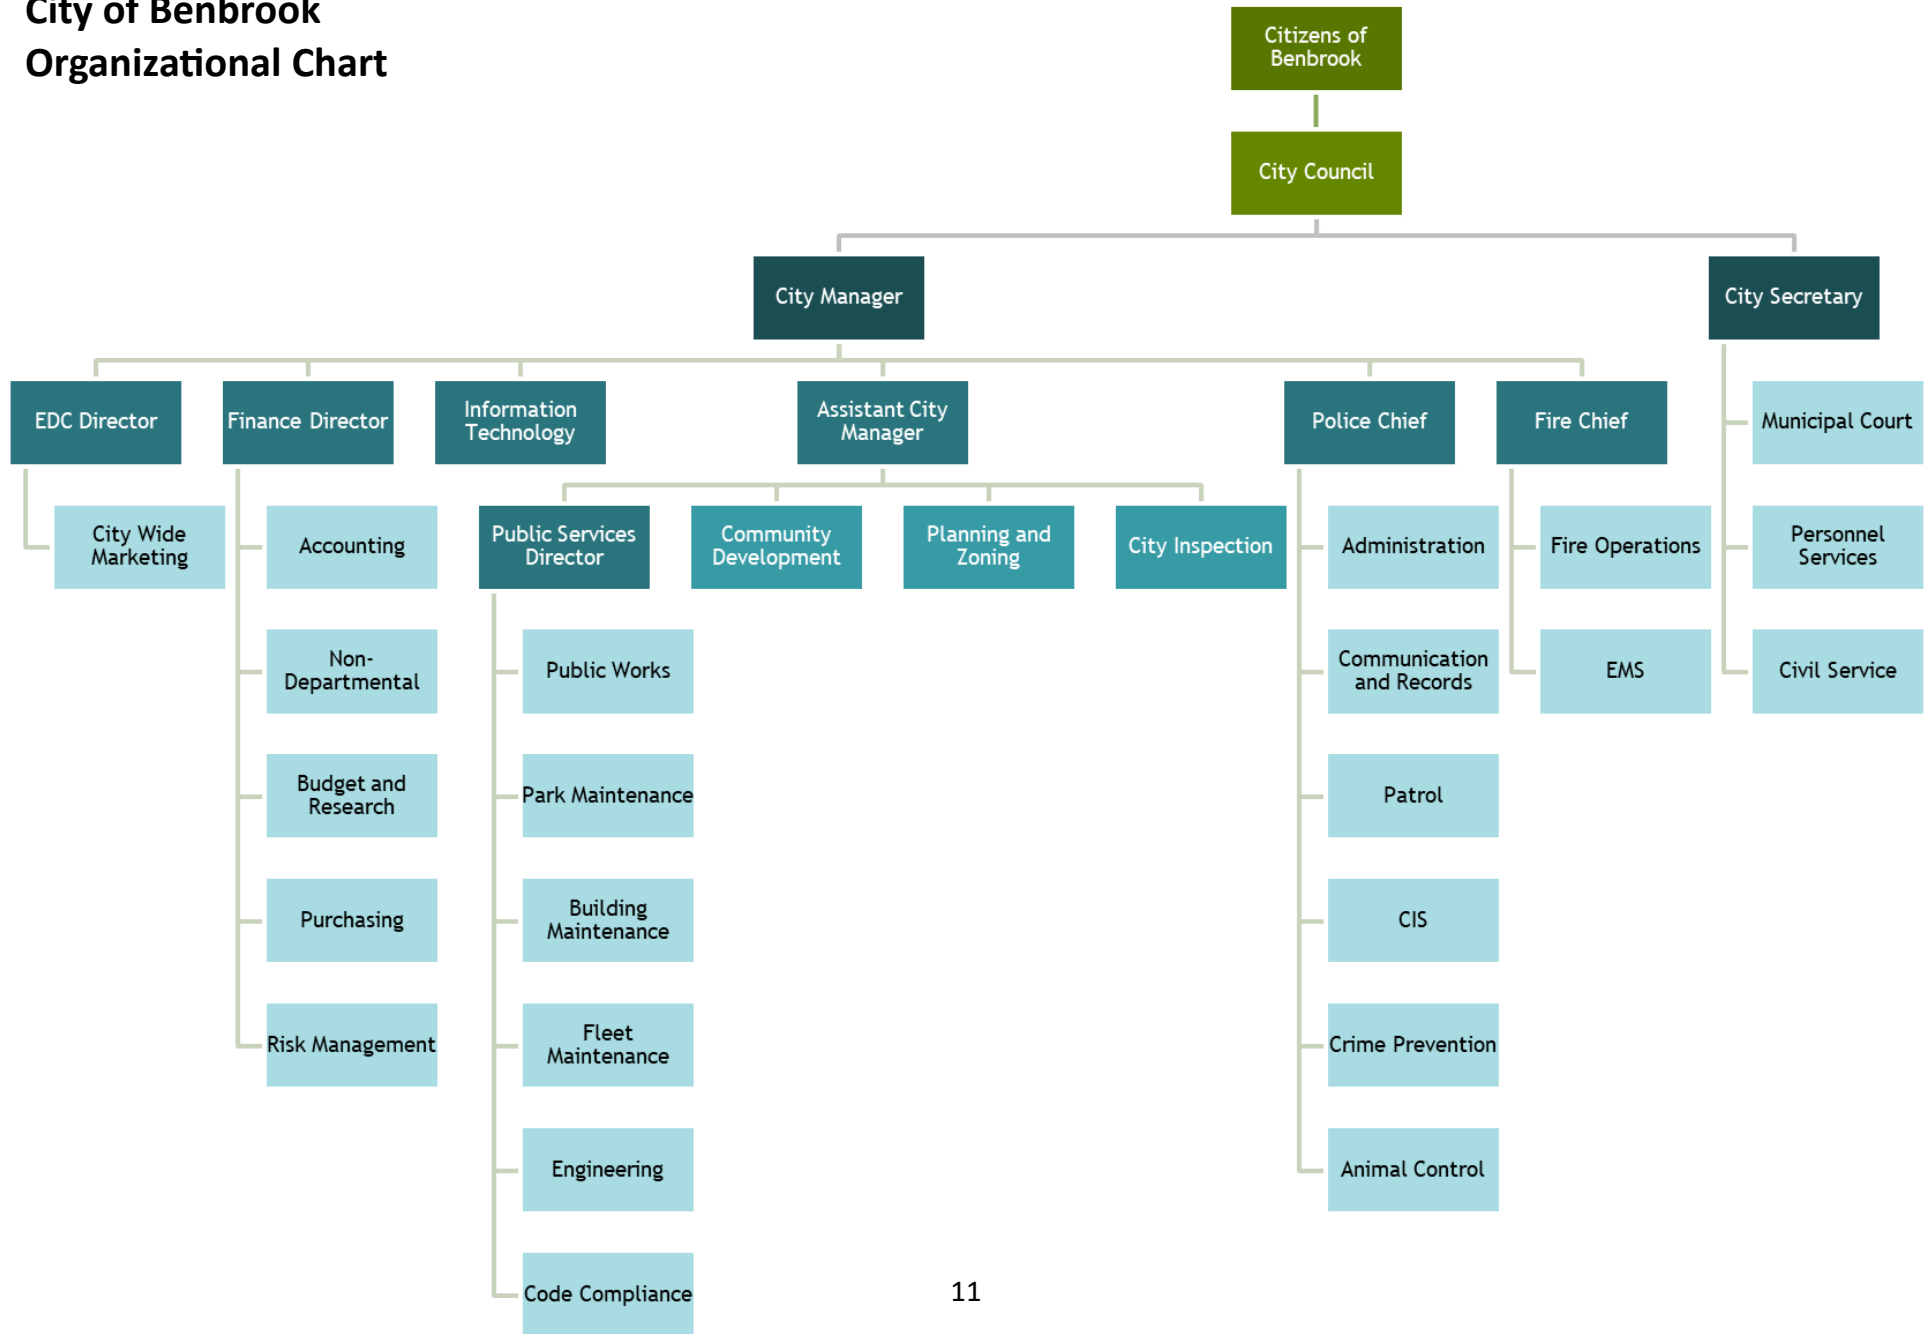 City of Benbrook
Organizational Chart
Citizens of
Benbrook
City Council
City Manager
City Secretary
EDC Director
Finance Director
Information
Technology
Assistant City
Manager
Police Chief
Fire Chief
Municipal Court
City Wide
Marketing
Accounting
Public Services
Director
Community
Development
Planning and
Zoning
City Inspection
Administration
Fire Operations
Personnel
Services
Non-
Departmental
Public Works
Communication
and Records
EMS
Civil Service
Budget and
Research
Park Maintenance
Patrol
Purchasing
Building
Maintenance
CIS
Risk Management
Fleet
Maintenance
Crime Prevention
Engineering
Animal Control
Code Compliance
11